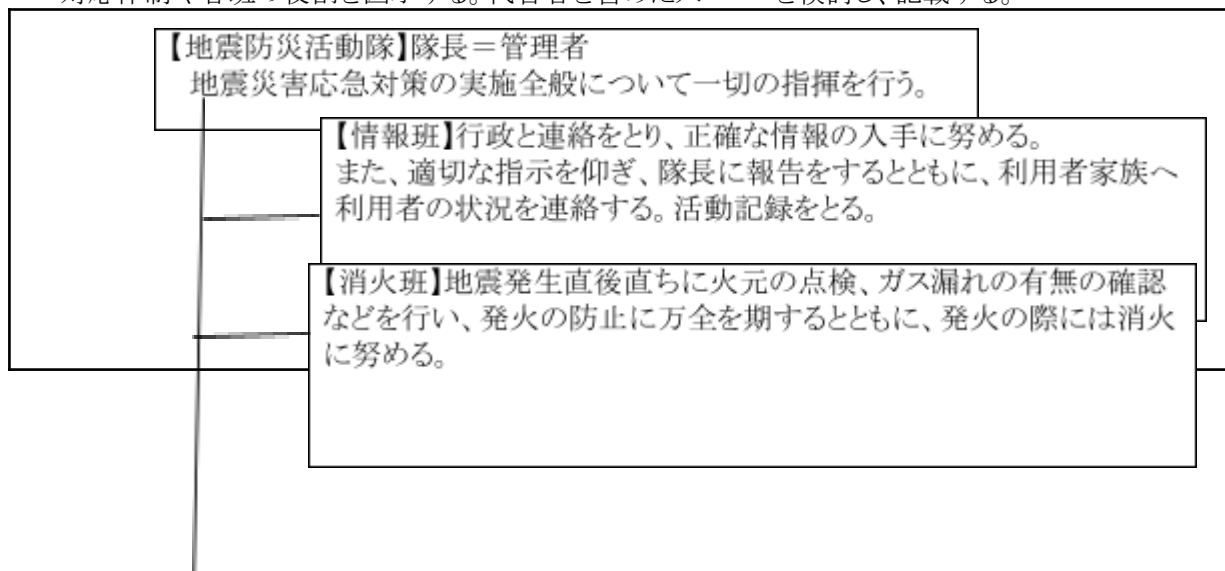 【地震防災活動隊】隊長＝管理者
地震災害応急対策の実施全般について一切の指揮を行う。
【情報班】行政と連絡をとり、正確な情報の入手に努める。
また、適切な指示を仰ぎ、隊長に報告をするとともに、利用者家族へ
利用者の状況を連絡する。活動記録をとる。
【消火班】地震発生直後直ちに火元の点検、ガス漏れの有無の確認
などを行い、発火の防止に万全を期するとともに、発火の際には消火
に努める。